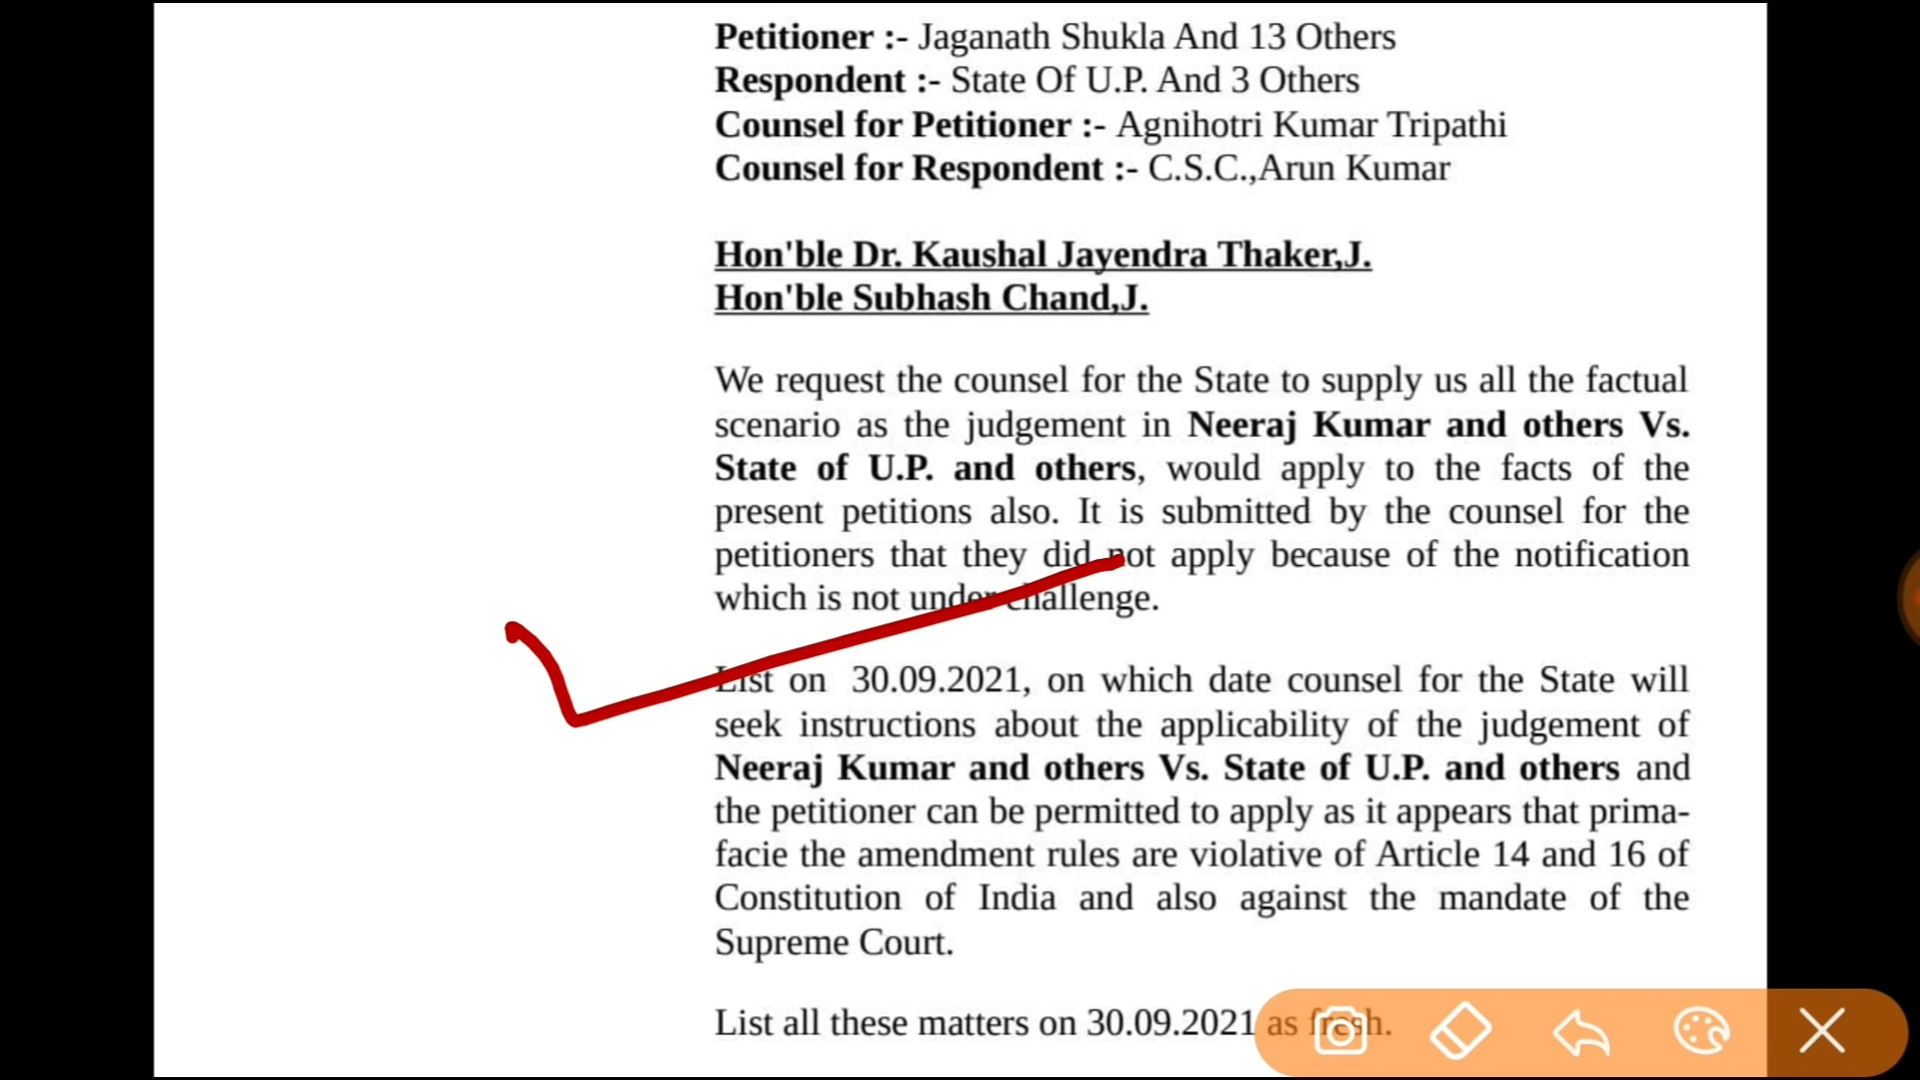 Petitioner :- Jaganath Shukla And 13 Others
Respondent :- State Of U.P. And 3 Others
Counsel for Petitioner :- Agnihotri Kumar Tripathi
Counsel for Respondent :- C.S.C.,Arun Kumar
Hon'ble Dr. Kaushal Jayendra Thaker,J.
Hon'ble Subhash Chand,J.
We request the counsel for the State to supply us all the factual
scenario as the judgement in Neeraj Kumar and others Vs.
State of U.P. and others, would apply to the facts of the
present petitions also. It is submitted by the counsel for the
petitioners that they did not apply because of the notification
which is not under challenge.
List on 30.09.2021, on which date counsel for the State will
seek instructions about the applicability of the judgement of
Neeraj Kumar and others Vs. State of U.P. and others and
the petitioner can be permitted to apply as it appears that prima-
facie the amendment rules are violative of Article 14 and 16 of
Constitution of India and also against the mandate of the
Supreme Court.
List all these matters on 30.09.2021 as fresh.